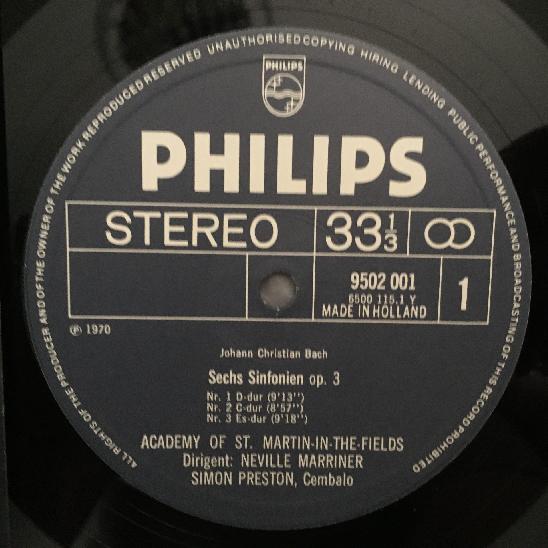 ALL RIGHTS OF THE PRODUCER AND OF THE OWNER OF THE WORK REPRODUCED RESERVED UNAUTHORISED COPYING HIRING LENDING PUBLIC PERFORMANCE AND BROADCASTING OF THIS RECORD PROHIBITED
PHILIPS
PHILIPS
STEREO 33⅓
9502 001 1
6500 115.1 Y
MADE IN HOLLAND
℗ 1970
Johann Christian Bach
Sechs Sinfonien op. 3
Nr. 1 D-dur (9'13'')
Nr. 2 C-dur (8'57'')
Nr. 3 Es-dur (9'18'')
ACADEMY OF ST. MARTIN-IN-THE-FIELDS
Dirigent: NEVILLE MARRINER
SIMON PRESTON, Cembalo